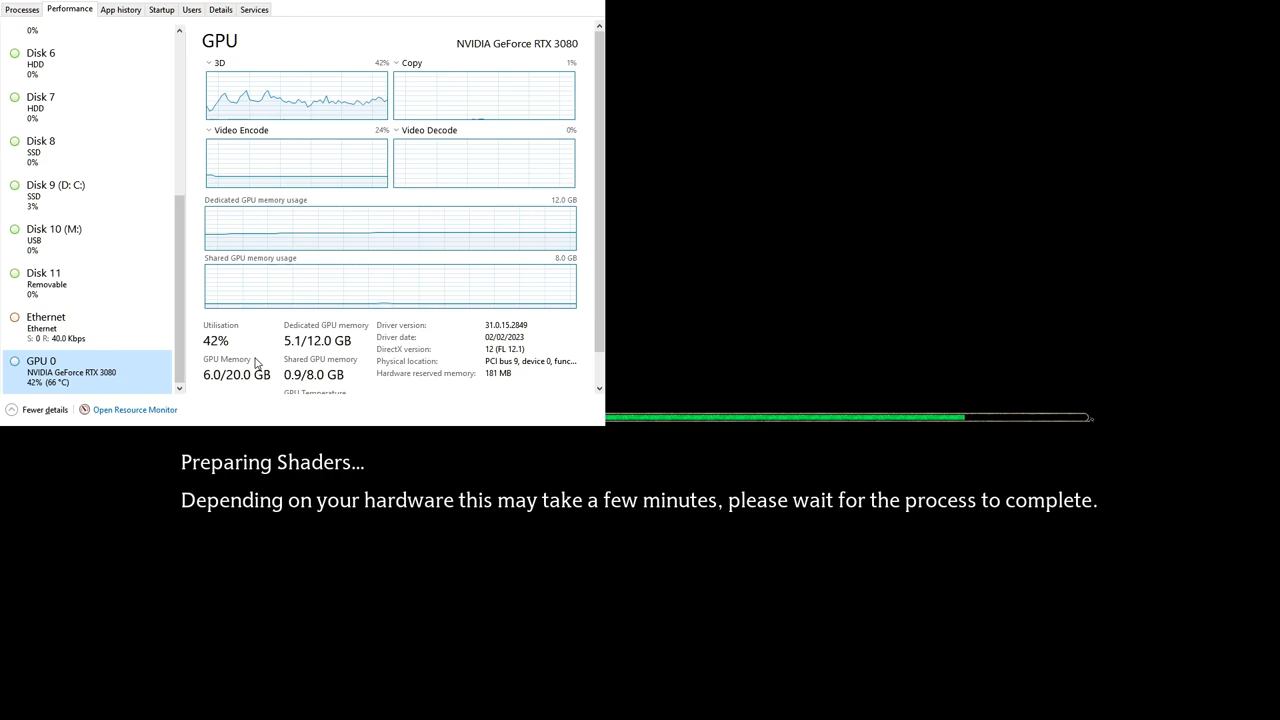 Processes Performance App history Startup Users Details Services
0%
Disk 6
HDD
0%
Disk 7
HDD
0%
Disk 8
SSD
0%
Disk 9 (D: C:)
SSD
3%
Disk 10 (M:)
USB
0%
Disk 11
Removable
0%
Ethernet
Ethernet
S: 0 R: 40.0 Kbps
GPU 0
NVIDIA GeForce RTX 3080
42% (66 °C)
GPU NVIDIA GeForce RTX 3080
3D 42% Copy 1%
Video Encode 24% Video Decode 0%
Dedicated GPU memory usage 12.0 GB
Shared GPU memory usage 8.0 GB
Utilisation
42%
Dedicated GPU memory
5.1/12.0 GB
GPU Memory
6.0/20.0 GB
Shared GPU memory
0.9/8.0 GB
GPU Temperature
Driver version: 31.0.15.2849
Driver date: 02/02/2023
DirectX version: 12 (FL 12.1)
Physical location: PCI bus 9, device 0, func...
Hardware reserved memory: 181 MB
Fewer details Open Resource Monitor
Preparing Shaders...
Depending on your hardware this may take a few minutes, please wait for the process to complete.